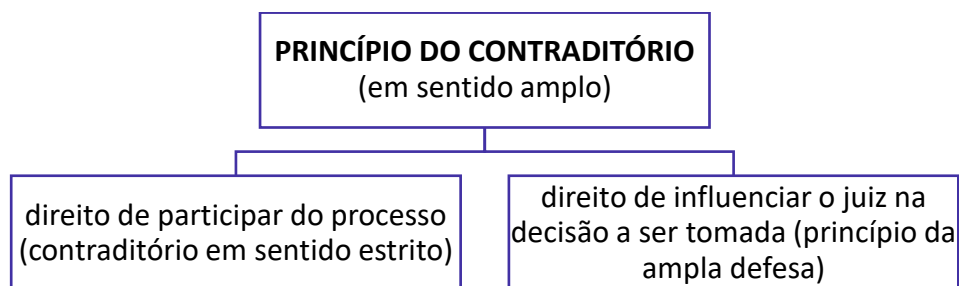 PRINCÍPIO DO CONTRADITÓRIO
(em sentido amplo)
direito de participar do processo
(contraditório em sentido estrito)
direito de influenciar o juiz na
decisão a ser tomada (princípio da
ampla defesa)